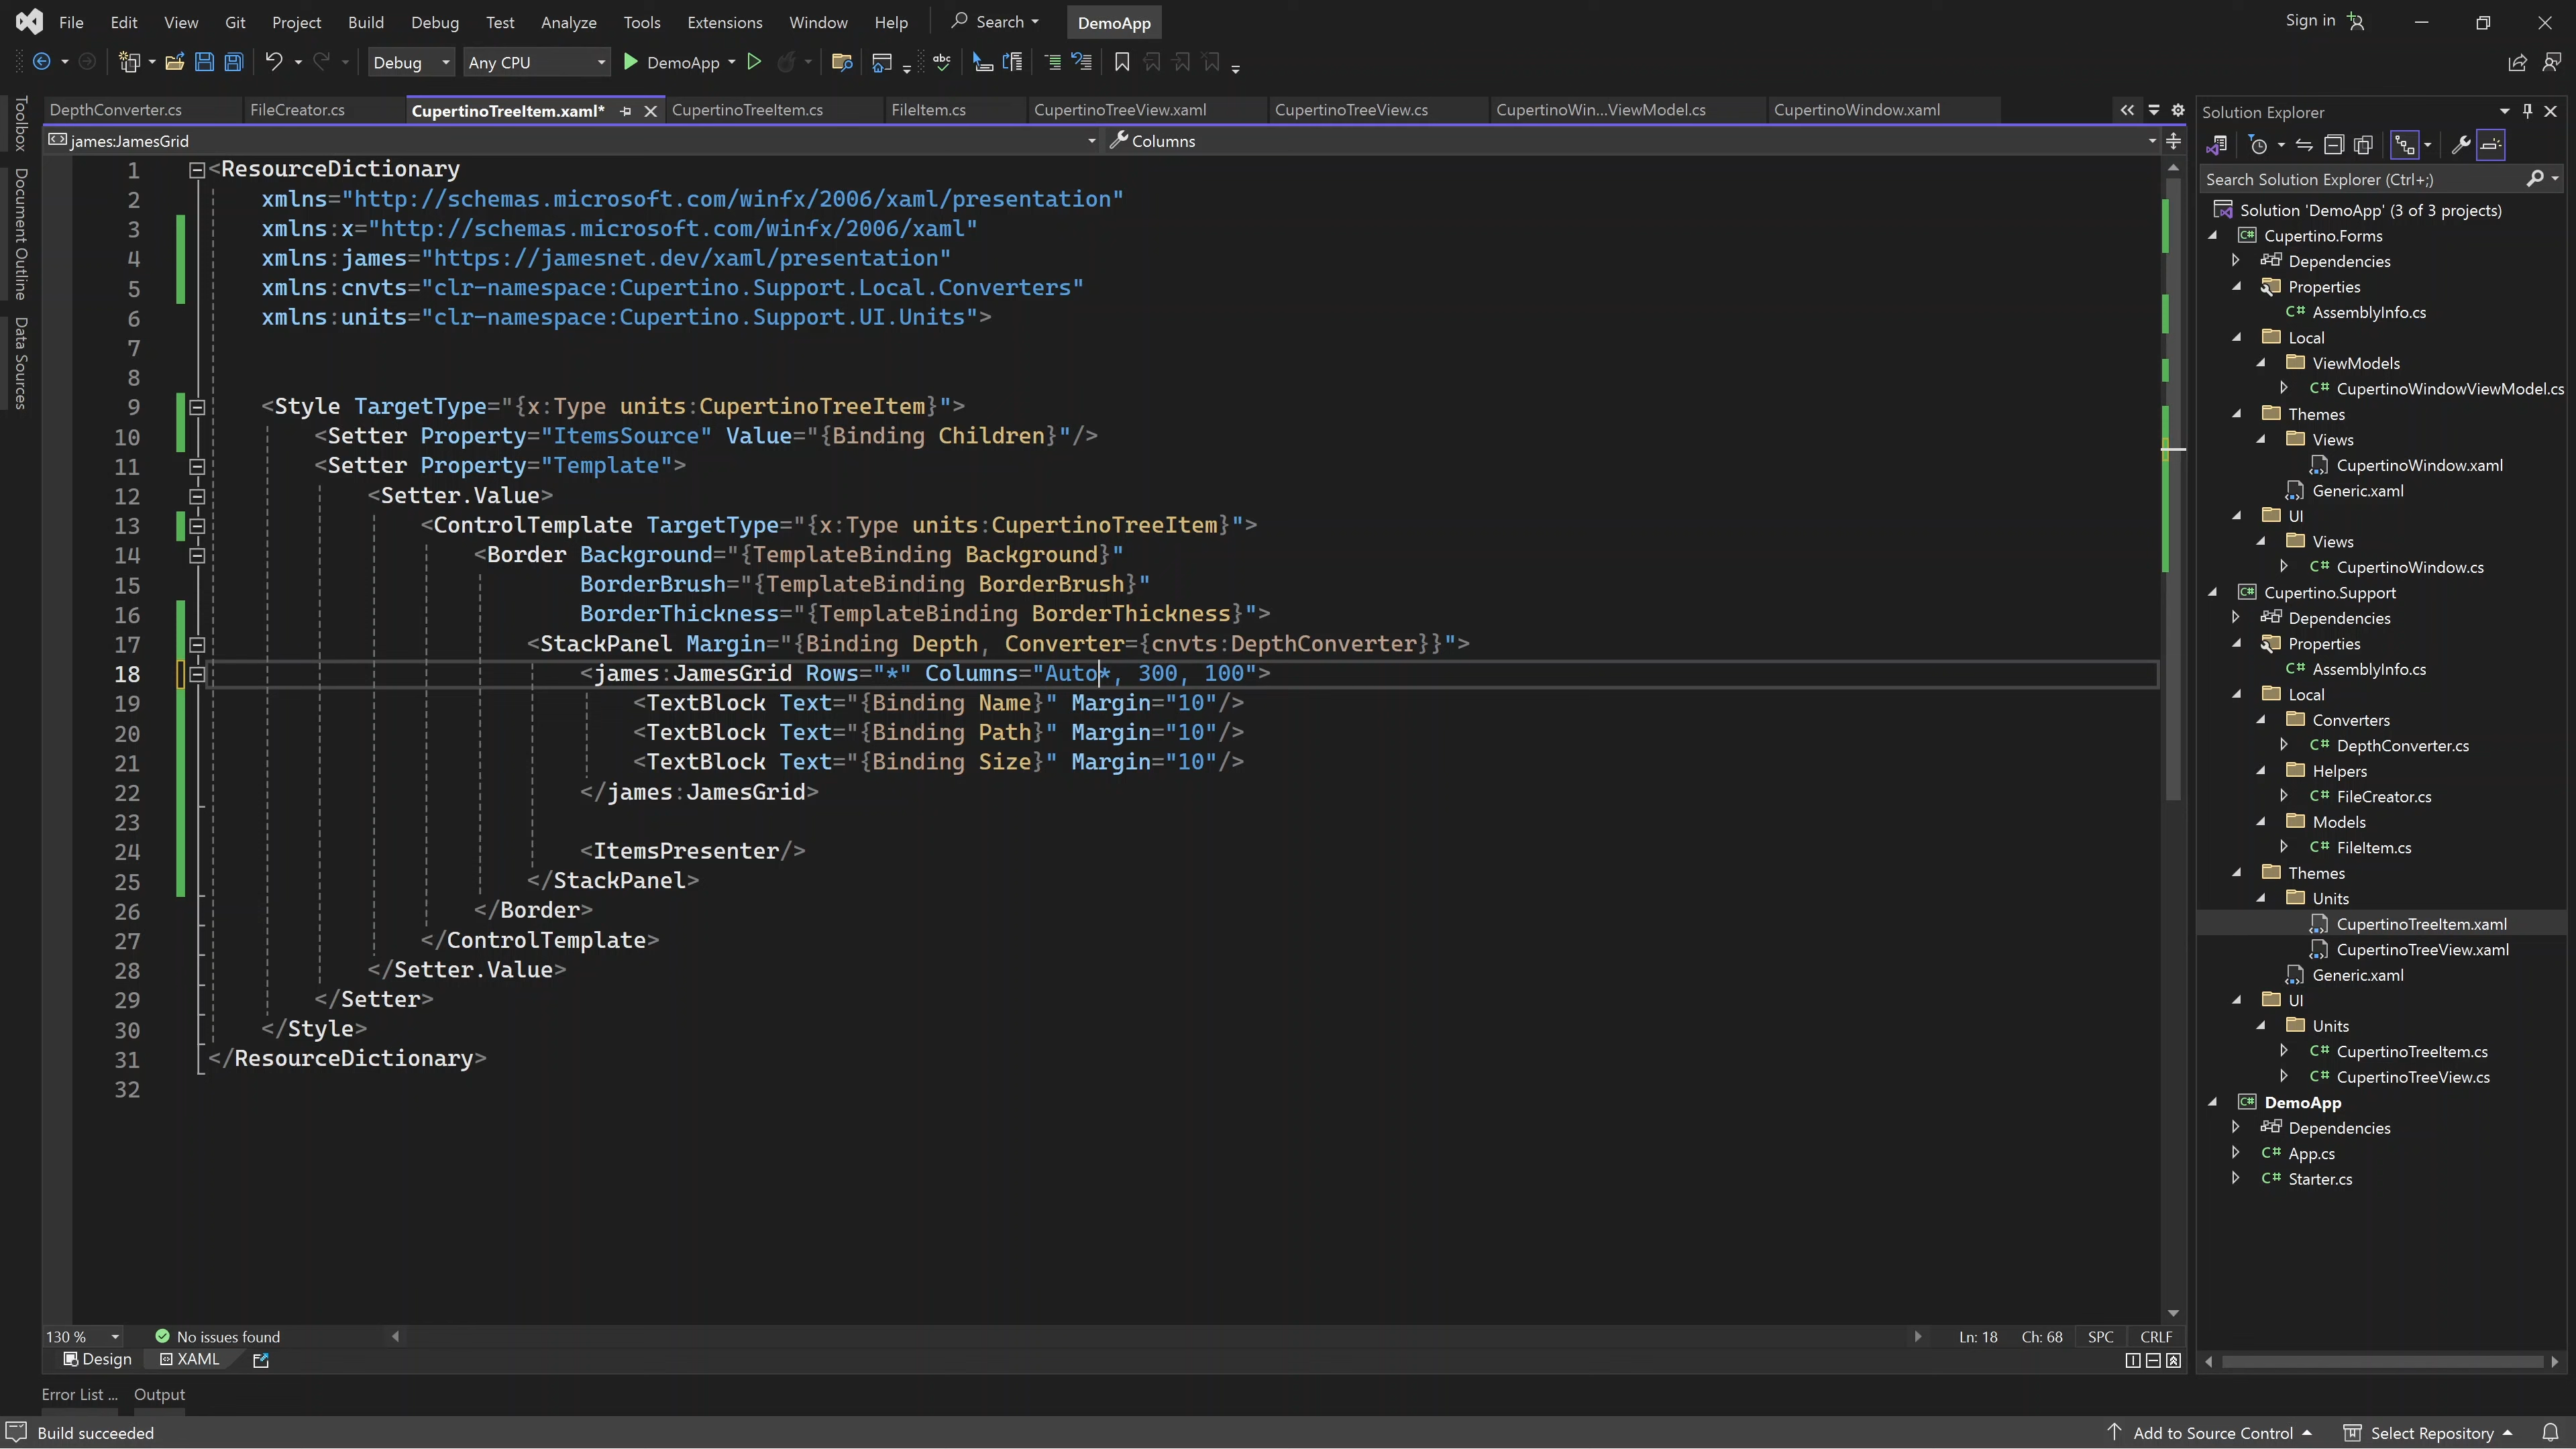 File Edit View Git Project Build Debug Test Analyze Tools Extensions Window Help Search DemoApp Sign in
Debug Any CPU DemoApp
DepthConverter.cs FileCreator.cs CupertinoTreeItem.xaml* CupertinoTreeItem.cs FileItem.cs CupertinoTreeView.xaml CupertinoTreeView.cs CupertinoWin...ViewModel.cs CupertinoWindow.xaml
james:JamesGrid Columns
Toolbox
Document Outline
Data Sources
1 <ResourceDictionary
2 xmlns="http://schemas.microsoft.com/winfx/2006/xaml/presentation"
3 xmlns:x="http://schemas.microsoft.com/winfx/2006/xaml"
4 xmlns:james="https://jamesnet.dev/xaml/presentation"
5 xmlns:cnvts="clr-namespace:Cupertino.Support.Local.Converters"
6 xmlns:units="clr-namespace:Cupertino.Support.UI.Units">
7
8
9 <Style TargetType="{x:Type units:CupertinoTreeItem}">
10 <Setter Property="ItemsSource" Value="{Binding Children}"/>
11 <Setter Property="Template">
12 <Setter.Value>
13 <ControlTemplate TargetType="{x:Type units:CupertinoTreeItem}">
14 <Border Background="{TemplateBinding Background}"
15 BorderBrush="{TemplateBinding BorderBrush}"
16 BorderThickness="{TemplateBinding BorderThickness}">
17 <StackPanel Margin="{Binding Depth, Converter={cnvts:DepthConverter}}">
18 <james:JamesGrid Rows="*" Columns="Auto*, 300, 100">
19 <TextBlock Text="{Binding Name}" Margin="10"/>
20 <TextBlock Text="{Binding Path}" Margin="10"/>
21 <TextBlock Text="{Binding Size}" Margin="10"/>
22 </james:JamesGrid>
23
24 <ItemsPresenter/>
25 </StackPanel>
26 </Border>
27 </ControlTemplate>
28 </Setter.Value>
29 </Setter>
30 </Style>
31 </ResourceDictionary>
32
130 % No issues found Ln: 18 Ch: 68 SPC CRLF
Design XAML
Error List ... Output
Build succeeded Add to Source Control Select Repository
Solution Explorer
Search Solution Explorer (Ctrl+;)
Solution 'DemoApp' (3 of 3 projects)
Cupertino.Forms
Dependencies
Properties
C# AssemblyInfo.cs
Local
ViewModels
C# CupertinoWindowViewModel.cs
Themes
Views
CupertinoWindow.xaml
Generic.xaml
UI
Views
C# CupertinoWindow.cs
Cupertino.Support
Dependencies
Properties
C# AssemblyInfo.cs
Local
Converters
C# DepthConverter.cs
Helpers
C# FileCreator.cs
Models
C# FileItem.cs
Themes
Units
CupertinoTreeItem.xaml
CupertinoTreeView.xaml
Generic.xaml
UI
Units
C# CupertinoTreeItem.cs
C# CupertinoTreeView.cs
DemoApp
Dependencies
C# App.cs
C# Starter.cs